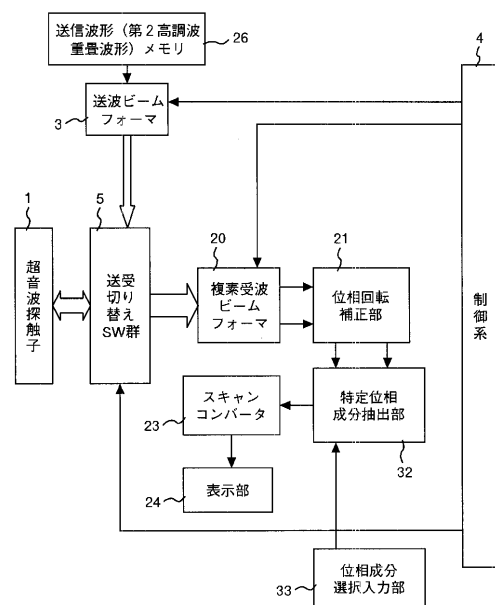 送信波形（第２高調波
重畳波形）メモリ
26
4
送波ビーム
フォーマ
3
1
5
20
21
超音波探触子
送受
切り
替え
SW群
複素受波
ビーム
フォーマ
位相回転
補正部
制御系
スキャン
コンバータ
23
特定位相
成分抽出部
32
表示部
24
位相成分
選択入力部
33